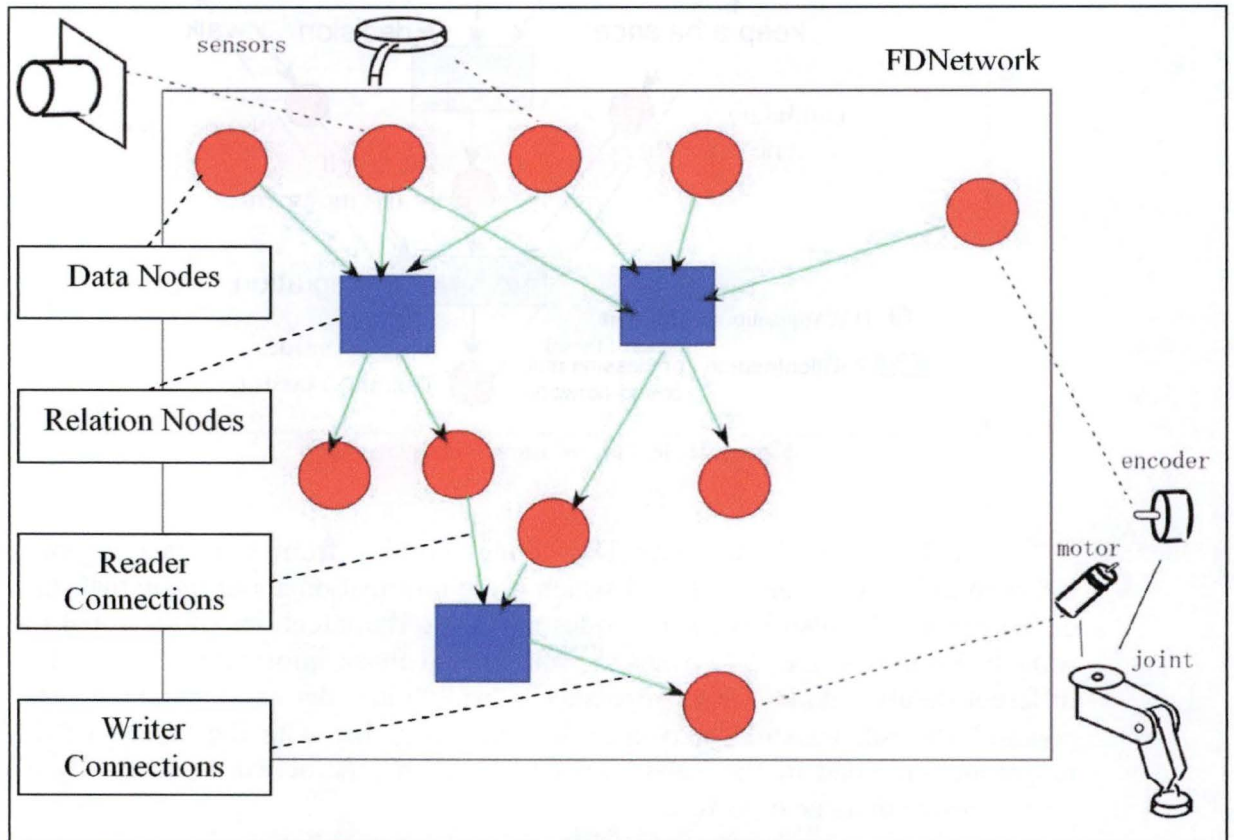 sensors
FDNetwork
Data Nodes
Relation Nodes
encoder
Reader
Connections
motor
joint
Writer
Connections